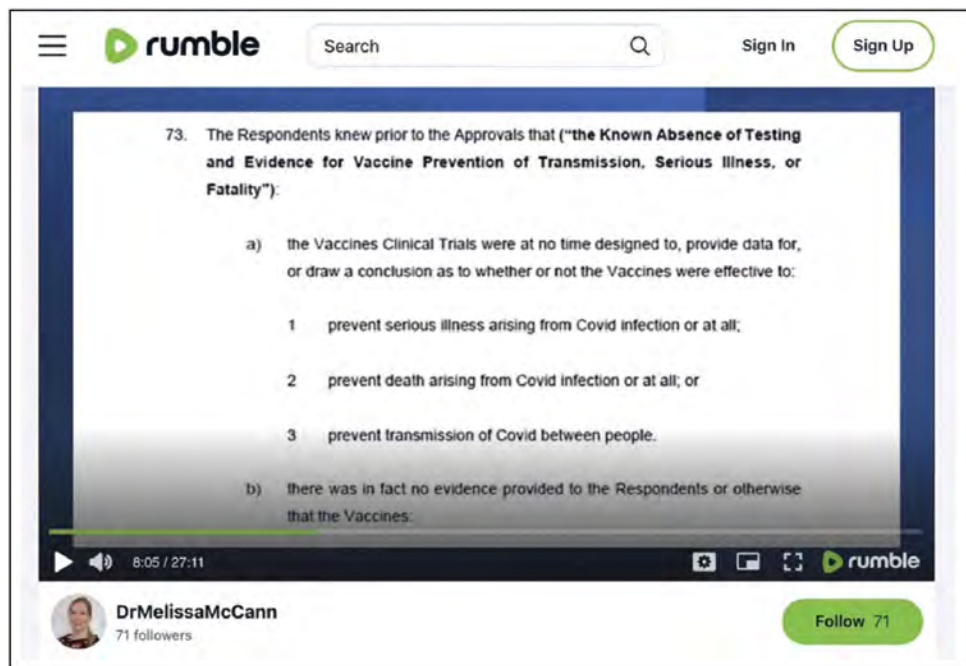 rumble
Search
Sign In
Sign Up
73. The Respondents knew prior to the Approvals that ("the Known Absence of Testing
and Evidence for Vaccine Prevention of Transmission, Serious Illness, or
Fatality"):
a) the Vaccines Clinical Trials were at no time designed to, provide data for,
or draw a conclusion as to whether or not the Vaccines were effective to:
1 prevent serious illness arising from Covid infection or at all;
2 prevent death arising from Covid infection or at all; or
3 prevent transmission of Covid between people.
b) there was in fact no evidence provided to the Respondents or otherwise
that the Vaccines:
8:05 / 27:11
rumble
DrMelissaMcCann
71 followers
Follow 71